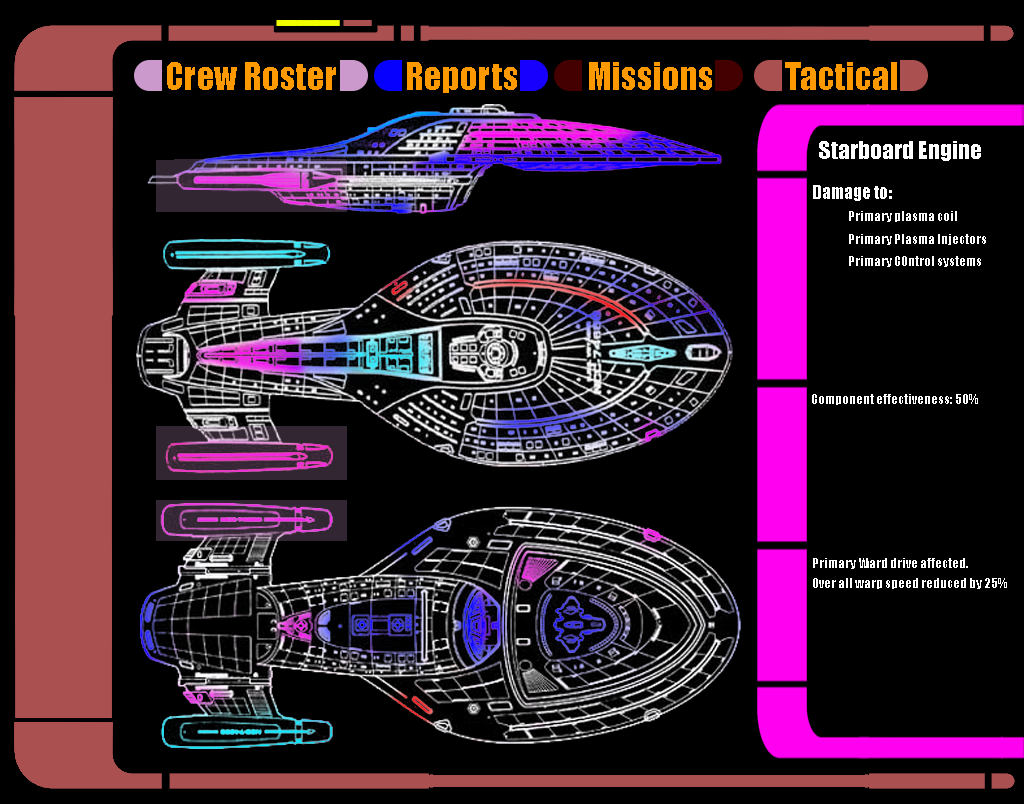 Crew Roster Reports Missions Tactical
Starboard Engine
Damage to:
Primary plasma coil
Primary Plasma Injectors
Primary COntrol systems
Component effectiveness: 50%
Primary Ward drive affected.
Over all warp speed reduced by 25%